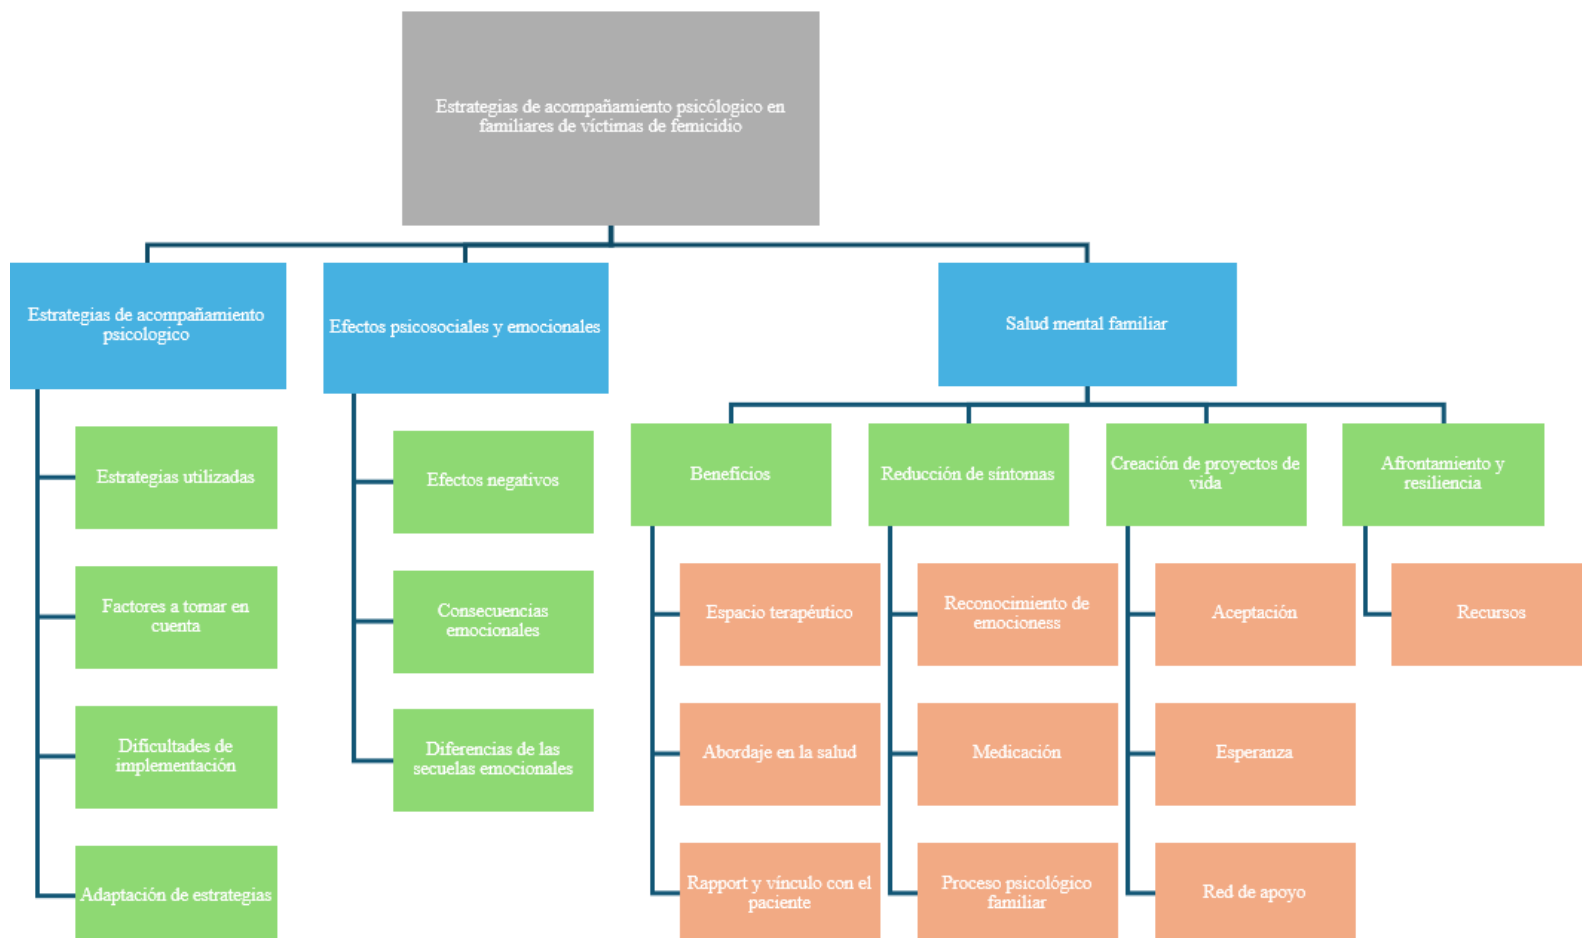 Estrategias de acompañamiento psicólogico en
familiares de víctimas de femicidio
Estrategias de acompañamiento
psicologico
Efectos psicosociales y emocionales
Salud mental familiar
Estrategias utilizadas
Factores a tomar en
cuenta
Dificultades de
implementación
Adaptación de estrategias
Efectos negativos
Consecuencias
emocionales
Diferencias de las
secuelas emocionales
Beneficios
Espacio terapéutico
Abordaje en la salud
Rapport y vínculo con el
paciente
Reducción de síntomas
Reconocimiento de
emocioness
Medicación
Proceso psicológico
familiar
Creación de proyectos de
vida
Aceptación
Esperanza
Red de apoyo
Afrontamiento y
resiliencia
Recursos